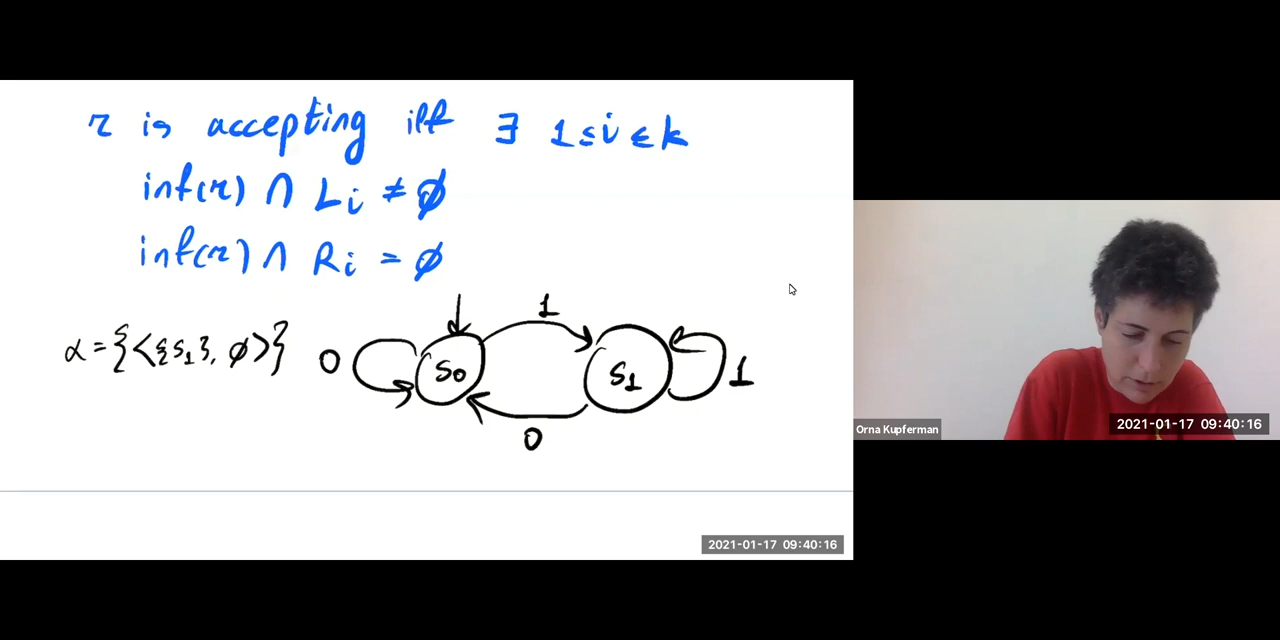 r is accepting iff ∃ 1≤i≤k
inf(r) ∩ Li ≠ ∅
inf(r) ∩ Ri = ∅
α = {<{s1}, ∅>}
0
s0
1
s1
1
0
Orna Kupferman
2021-01-17 09:40:16
2021-01-17 09:40:16